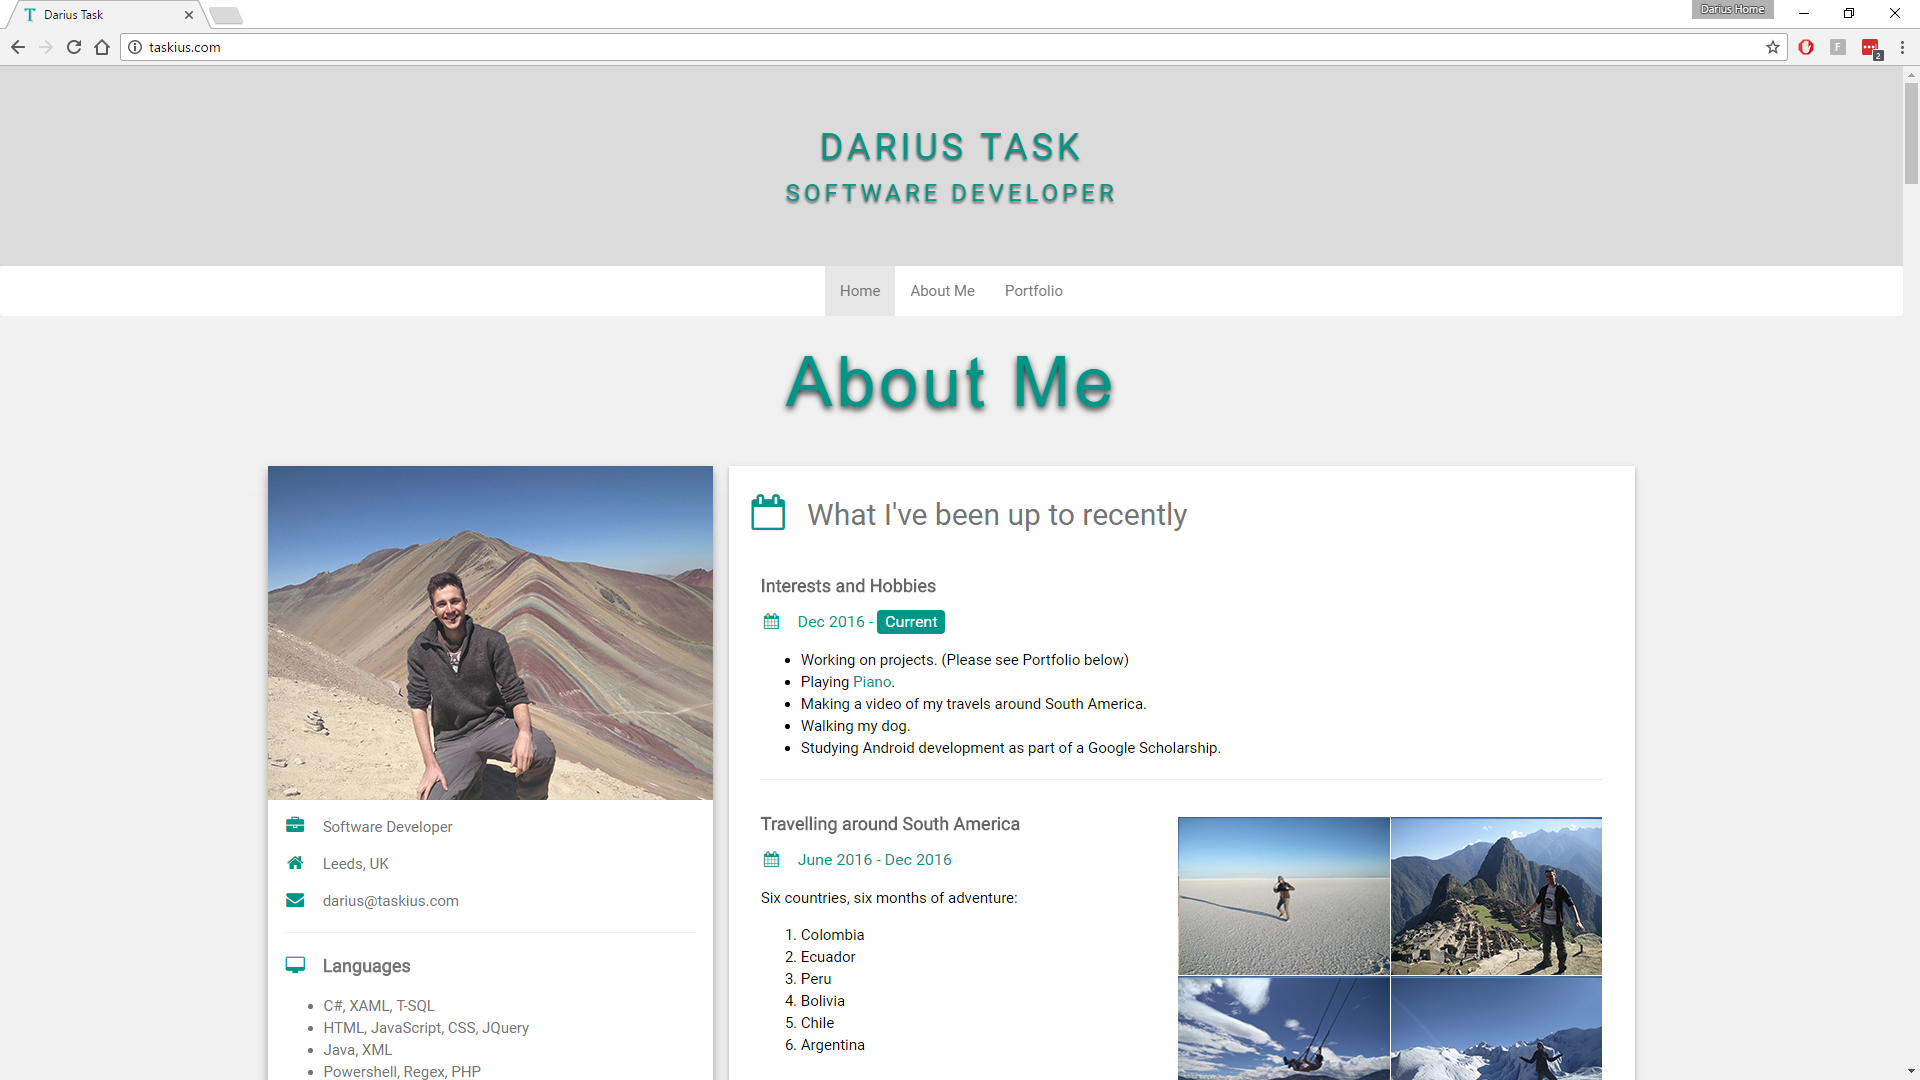 Darius Task
Darius Home
taskius.com
F
2
DARIUS TASK
SOFTWARE DEVELOPER
Home About Me Portfolio
About Me
Software Developer
Leeds, UK
darius@taskius.com
Languages
• C#, XAML, T-SQL
• HTML, JavaScript, CSS, JQuery
• Java, XML
• Powershell, Regex, PHP
What I've been up to recently
Interests and Hobbies
Dec 2016 - Current
• Working on projects. (Please see Portfolio below)
• Playing Piano.
• Making a video of my travels around South America.
• Walking my dog.
• Studying Android development as part of a Google Scholarship.
Travelling around South America
June 2016 - Dec 2016
Six countries, six months of adventure:
1. Colombia
2. Ecuador
3. Peru
4. Bolivia
5. Chile
6. Argentina